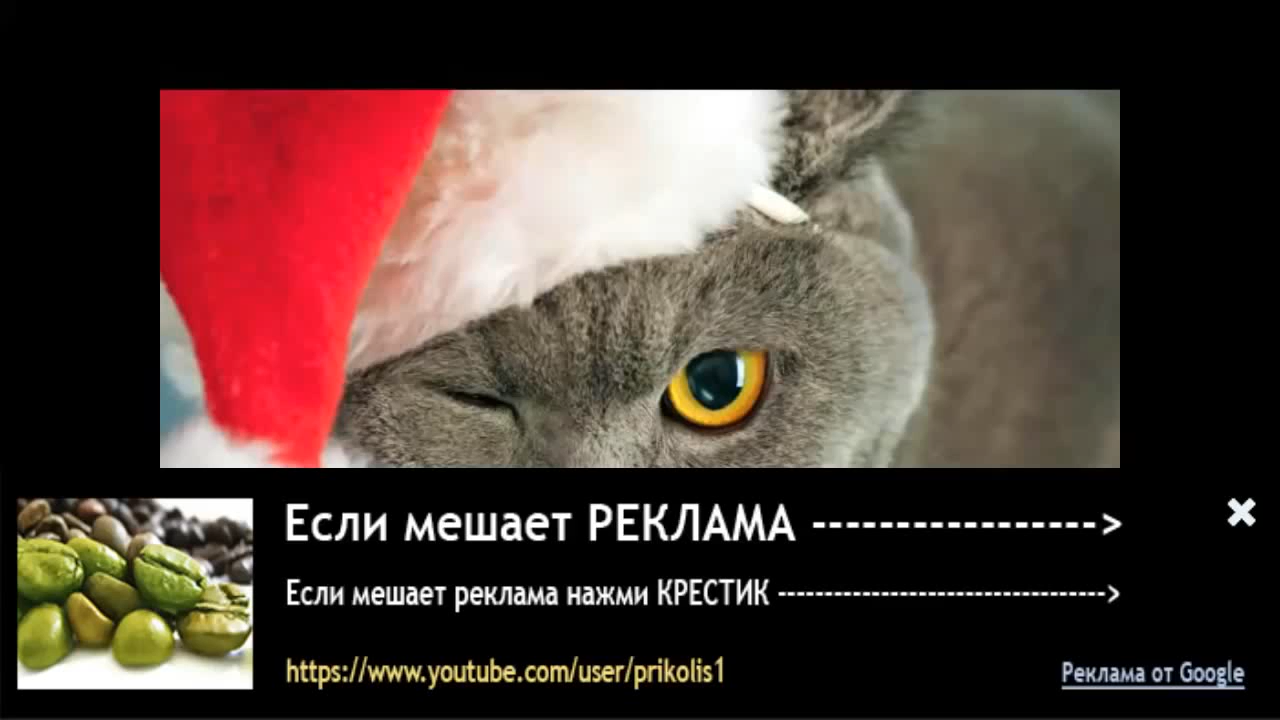 Если мешает РЕКЛАМА ----------------->
Если мешает реклама нажми КРЕСТИК ----------------------------------->
https://www.youtube.com/user/prikolis1
Реклама от Google